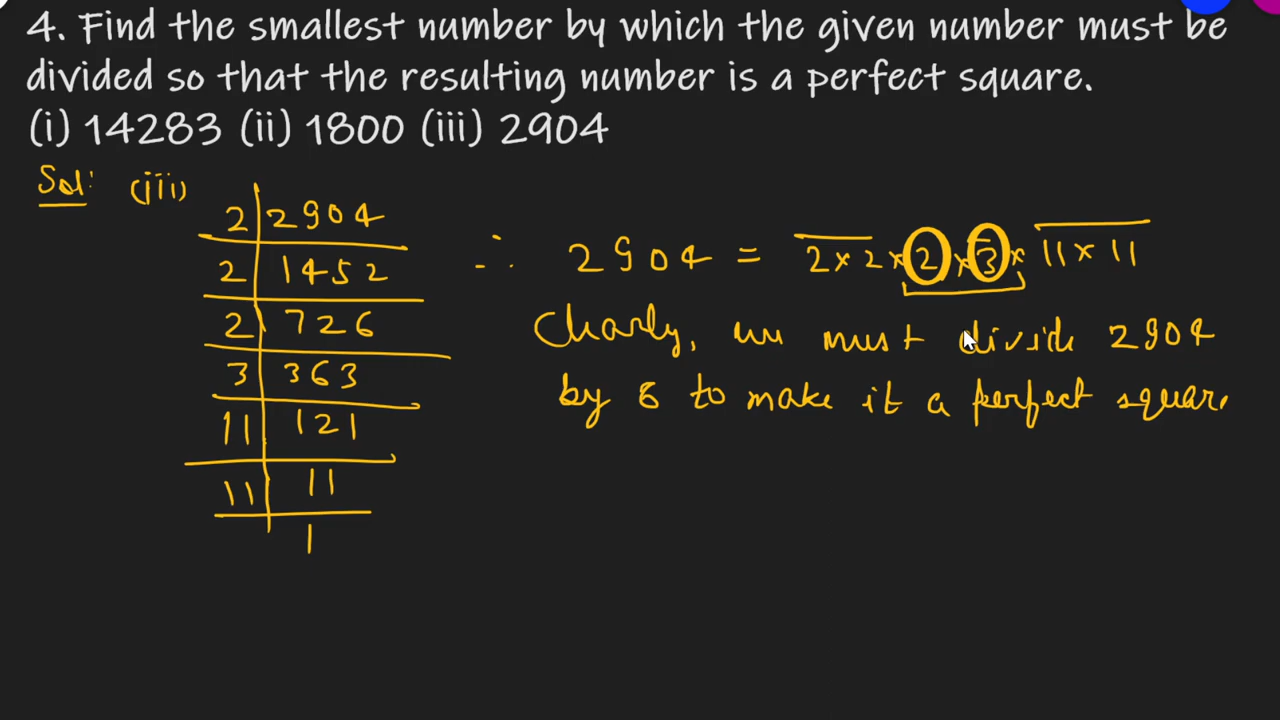 4. Find the smallest number by which the given number must be
divided so that the resulting number is a perfect square.
(i) 14283 (ii) 1800 (iii) 2904
Sol: (iii)
2 | 2904
2 | 1452
2 | 726
3 | 363
11 | 121
11 | 11
1
∴ 2904 = 2 × 2 × 2 × 3 × 11 × 11
Clearly, we must divide 2904
by 6 to make it a perfect square.